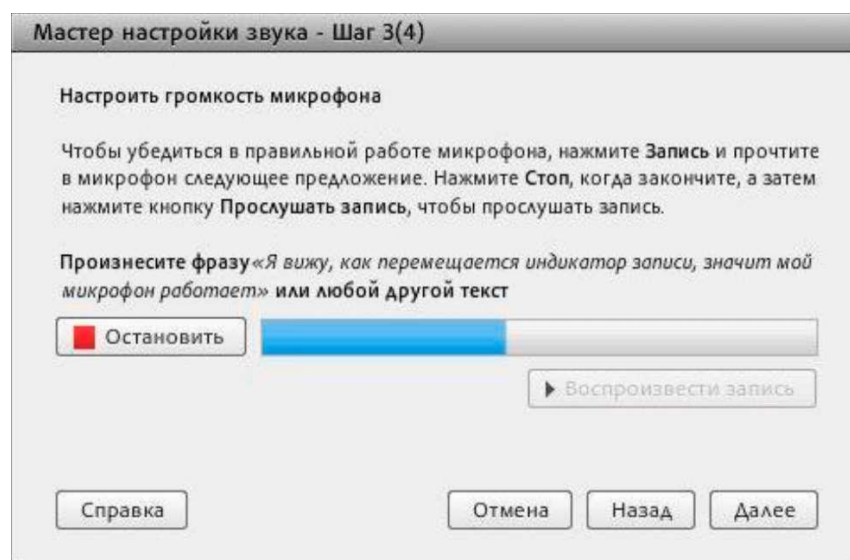 Мастер настройки звука - Шаг 3(4)
Настроить громкость микрофона
Чтобы убедиться в правильной работе микрофона, нажмите Запись и прочтите
в микрофон следующее предложение. Нажмите Стоп, когда закончите, а затем
нажмите кнопку Прослушать запись, чтобы прослушать запись.
Произнесите фразу «Я вижу, как перемещается индикатор записи, значит мой
микрофон работает» или любой другой текст
Остановить
Воспроизвести запись
Справка Отмена Назад Далее